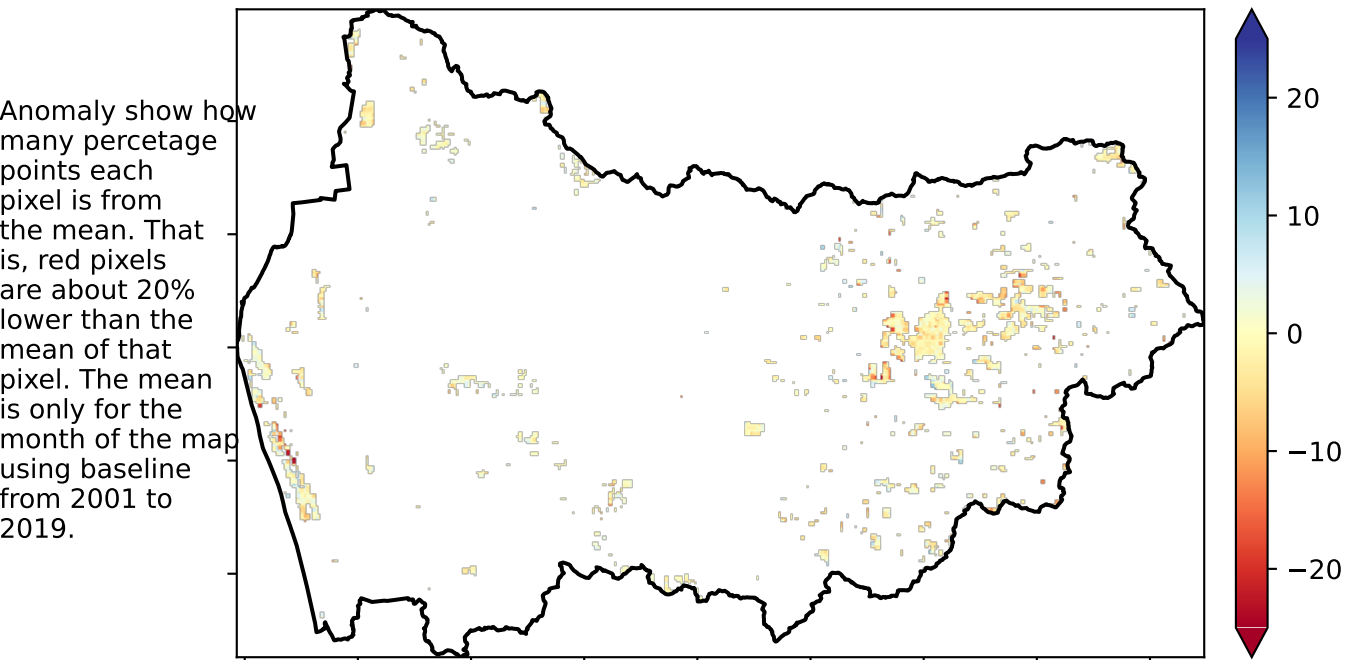 Anomaly show how
many percetage
points each
pixel is from
the mean. That
is, red pixels
are about 20%
lower than the
mean of that
pixel. The mean
is only for the
month of the map
using baseline
from 2001 to
2019.
20
10
0
−10
−20